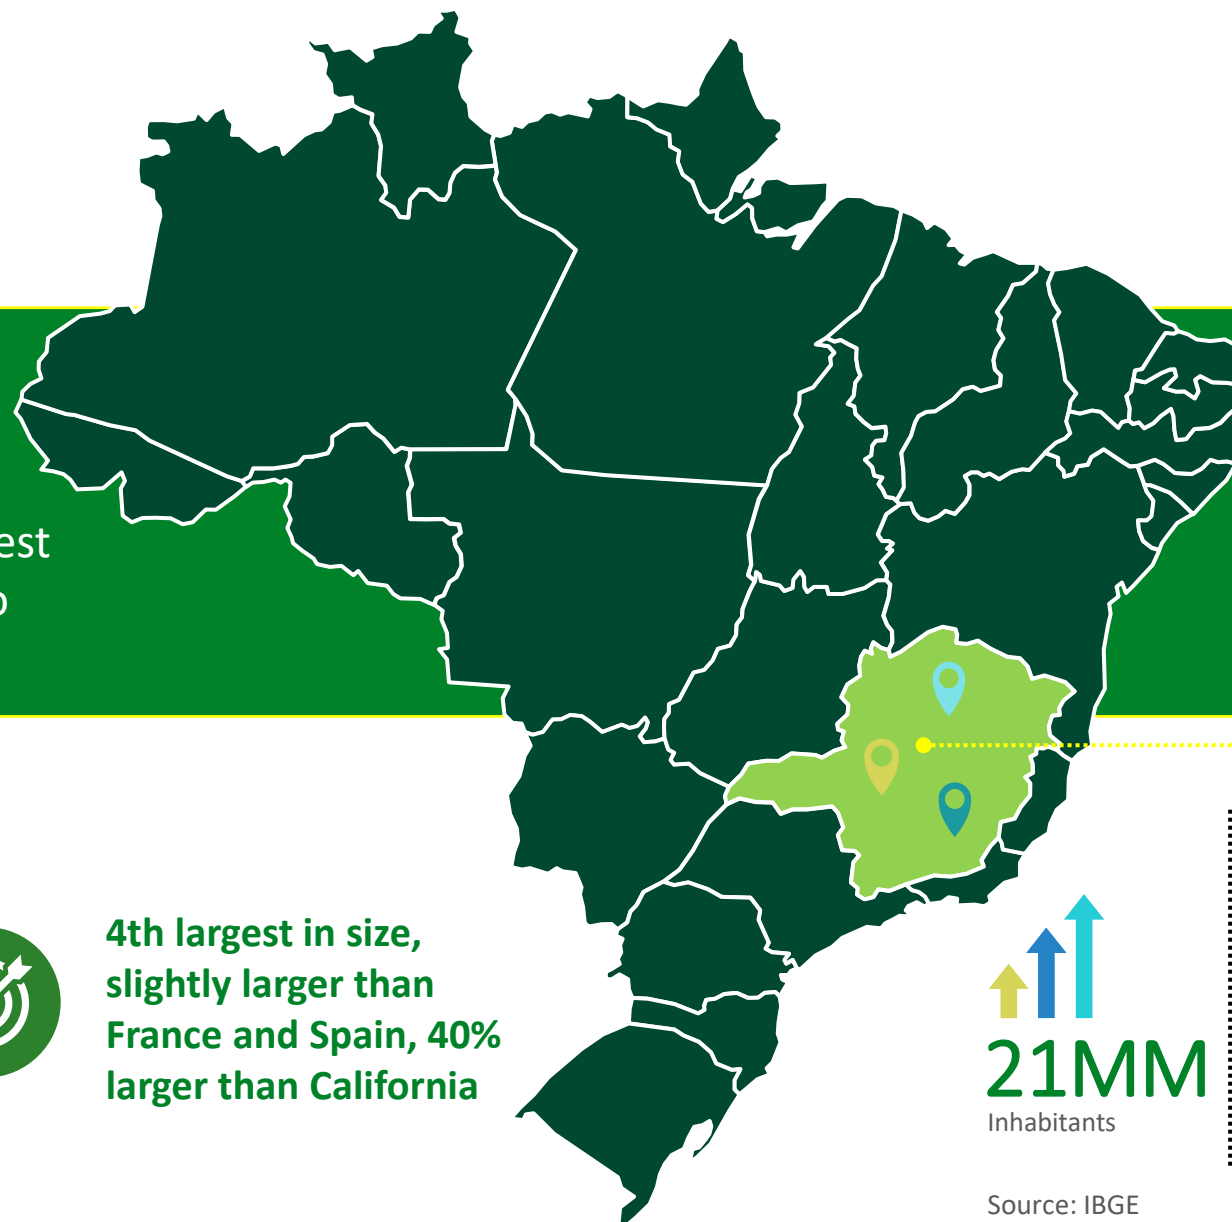 est
4th largest in size,
slightly larger than
France and Spain, 40%
larger than California
21MM
Inhabitants
Source: IBGE